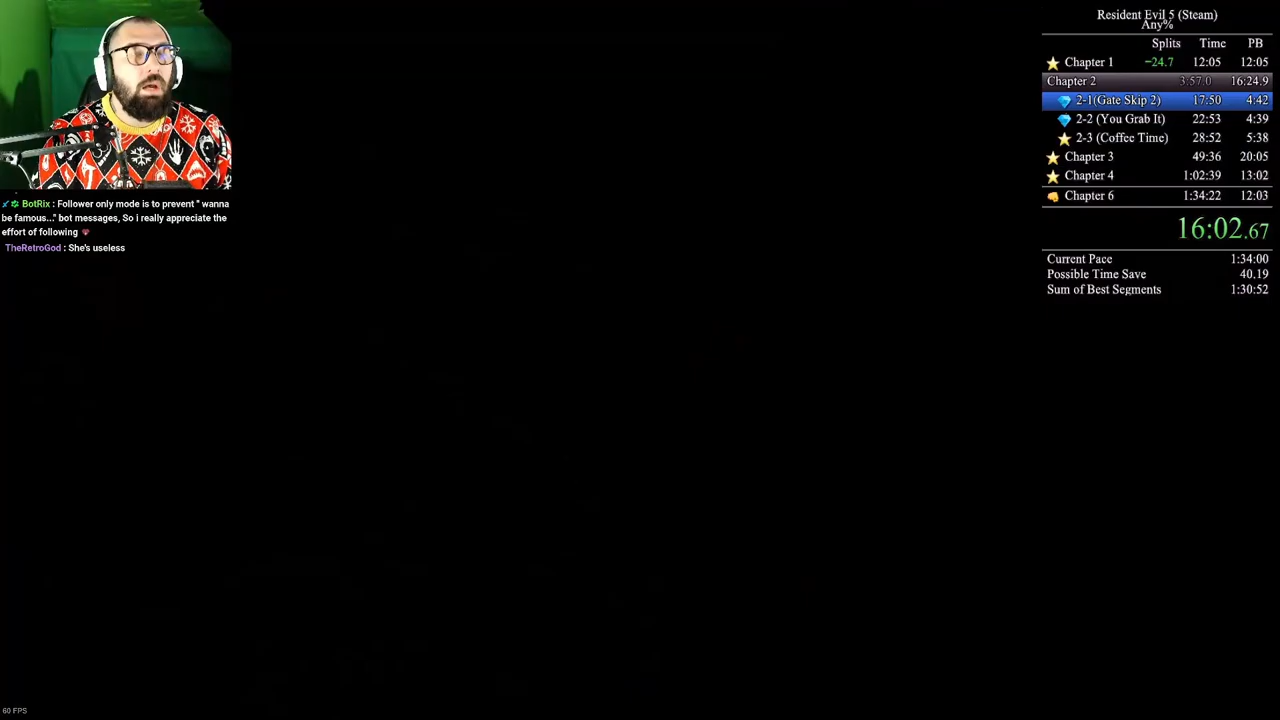 Resident Evil 5 (Steam)
Any%
Splits Time PB
Chapter 1 −24.7 12:05 12:05
Chapter 2 3:57.0 16:24.9
2-1(Gate Skip 2) 17:50 4:42
2-2 (You Grab It) 22:53 4:39
2-3 (Coffee Time) 28:52 5:38
Chapter 3 49:36 20:05
Chapter 4 1:02:39 13:02
Chapter 6 1:34:22 12:03
16:02.67
Current Pace 1:34:00
Possible Time Save 40.19
Sum of Best Segments 1:30:52
BotRix : Follower only mode is to prevent " wanna
be famous..." bot messages, So i really appreciate the
effort of following
TheRetroGod : She's useless
60 FPS